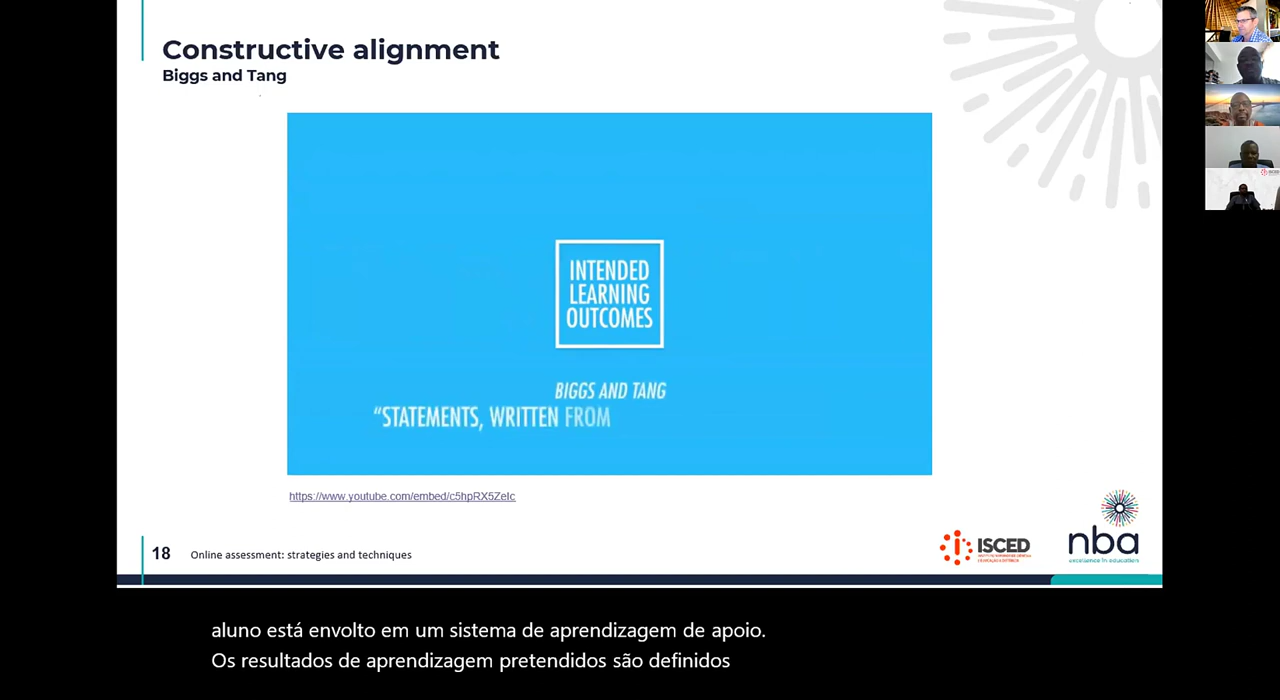 Constructive alignment
Biggs and Tang
INTENDED
LEARNING
OUTCOMES
BIGGS AND TANG
“STATEMENTS, WRITTEN FROM
https://www.youtube.com/embed/c5hpRX5ZeIc
18 Online assessment: strategies and techniques
ISCED
nba
excellence in education
aluno está envolto em um sistema de aprendizagem de apoio.
Os resultados de aprendizagem pretendidos são definidos